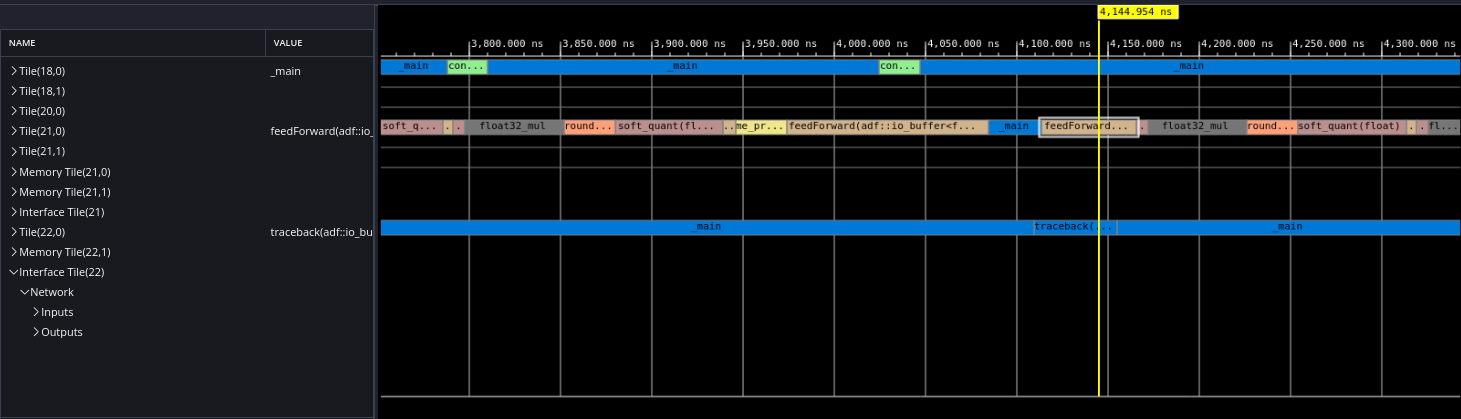 4,144.954 ns
NAME VALUE
3,800.000 ns 3,850.000 ns 3,900.000 ns 3,950.000 ns 4,000.000 ns 4,050.000 ns 4,100.000 ns 4,150.000 ns 4,200.000 ns 4,250.000 ns 4,300.000 ns
Tile(18,0) _main _main con... _main con... _main
Tile(18,1)
Tile(20,0)
Tile(21,0) feedForward(adf::io_ soft_q... . . float32_mul round... soft_quant(fl... .. me_pr... feedForward(adf::io_buffer<f... _main feedForward... . float32_mul round... soft_quant(float) . . fl...
Tile(21,1)
Memory Tile(21,0)
Memory Tile(21,1)
Interface Tile(21)
Tile(22,0) traceback(adf::io_bu _main traceback(... _main
Memory Tile(22,1)
Interface Tile(22)
Network
Inputs
Outputs